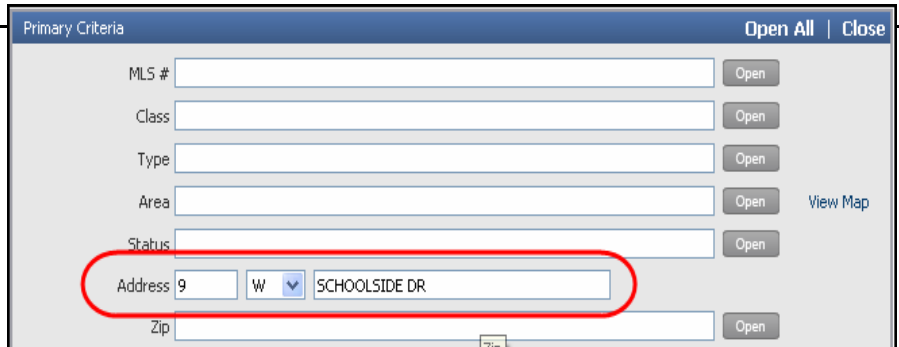 Primary Criteria Open All | Close
MLS # Open
Class Open
Type Open
Area Open View Map
Status Open
Address 9 W SCHOOLSIDE DR
Zip Open
Zip